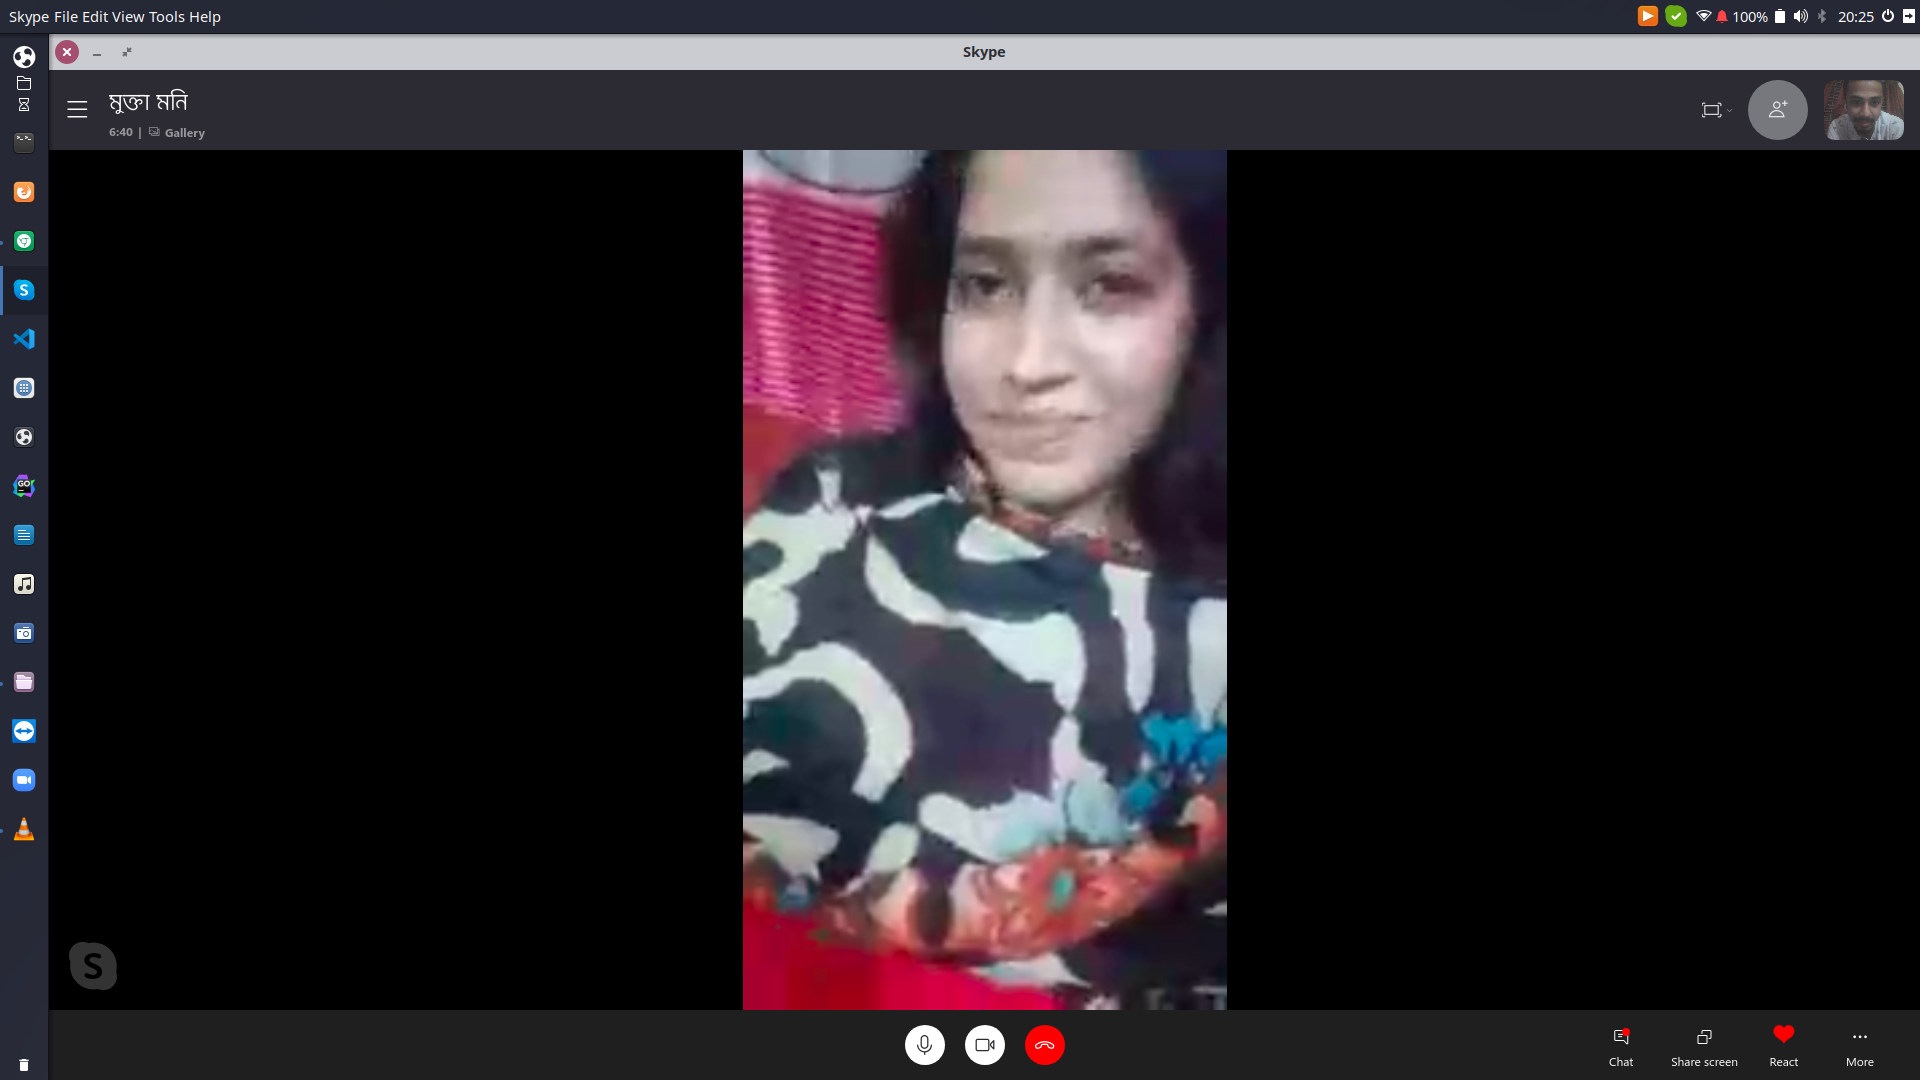 Skype File Edit View Tools Help
100%
20:25
Skype
মুক্তা মনি
6:40 | Gallery
GO
S
Chat
Share screen
React
More